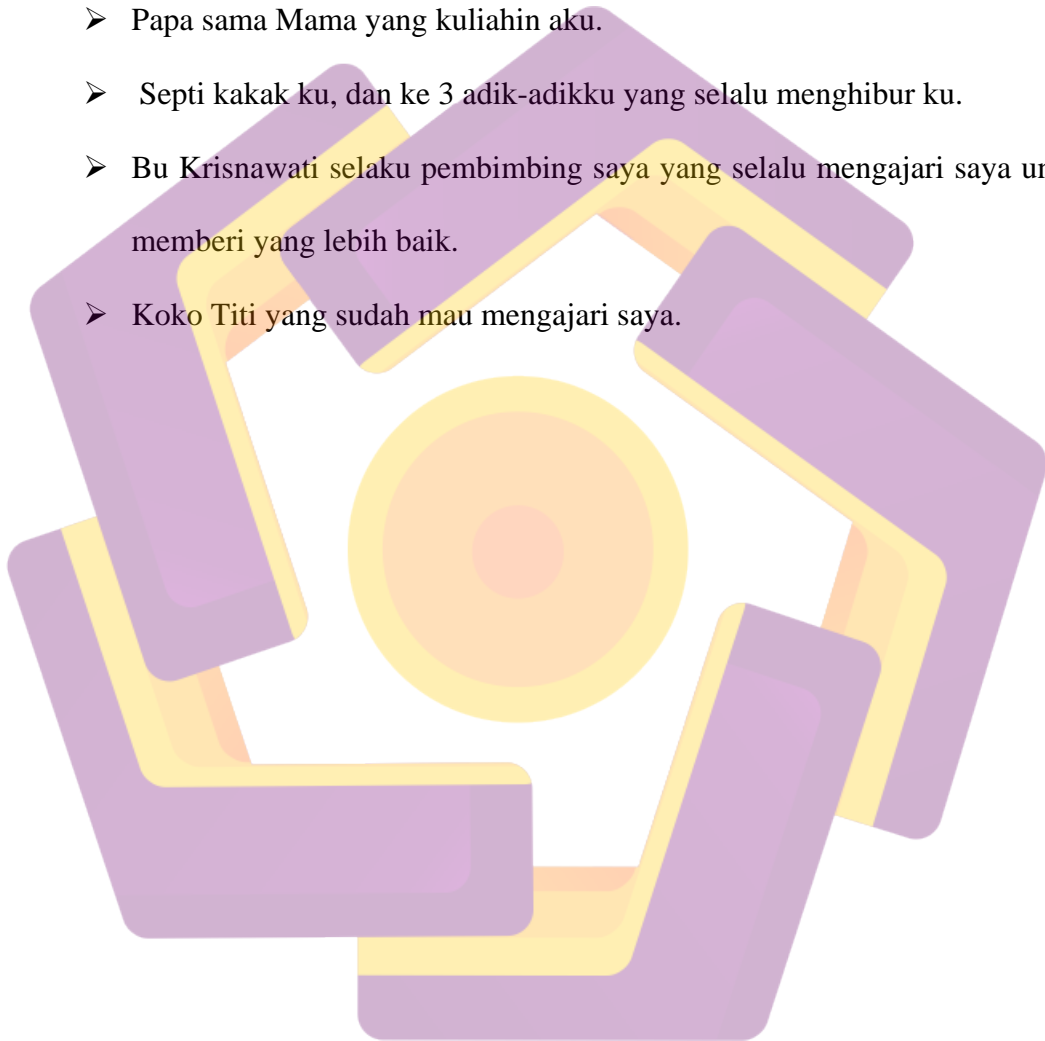 ➢ Papa sama Mama yang kuliahin aku.
➢ Septi kakak ku, dan ke 3 adik-adikku yang selalu menghibur ku.
➢ Bu Krisnawati selaku pembimbing saya yang selalu mengajari saya
memberi yang lebih baik.
➢ Koko Titi yang sudah mau mengajari saya.